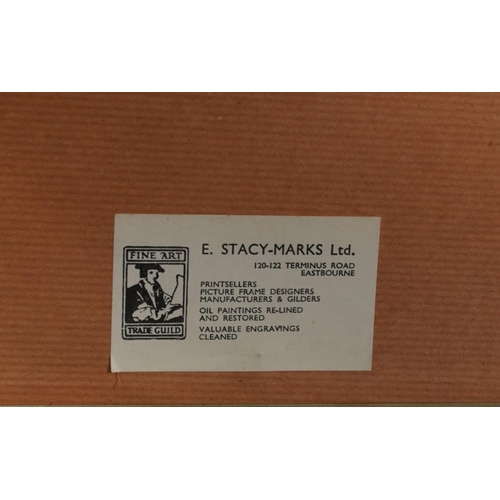 FINE ART
TRADE GUILD
E. STACY-MARKS Ltd.
120-122 TERMINUS ROAD
EASTBOURNE
PRINTSELLERS
PICTURE FRAME DESIGNERS
MANUFACTURERS & GILDERS
OIL PAINTINGS RE-LINED
AND RESTORED
VALUABLE ENGRAVINGS
CLEANED